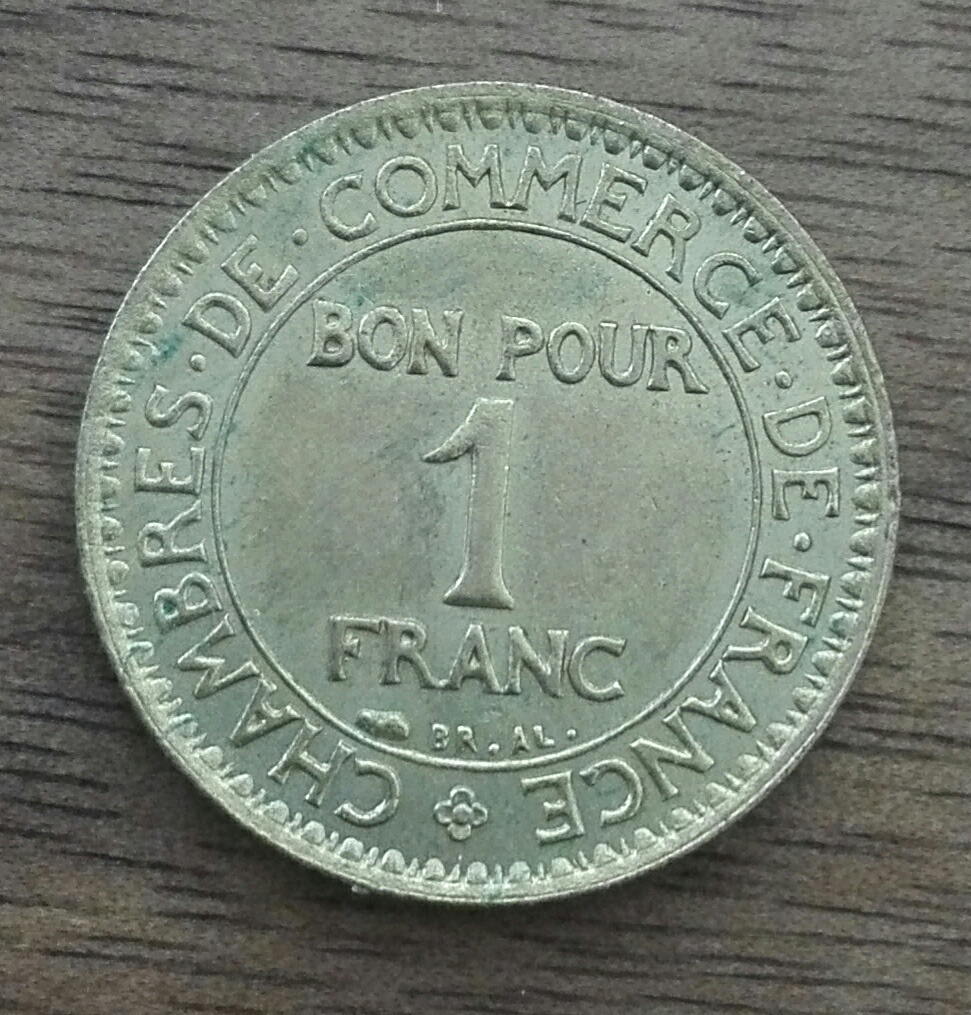 CHAMBRES·DE·COMMERCE·DE·FRANCE
BON POUR
1
FRANC
BR.AL.